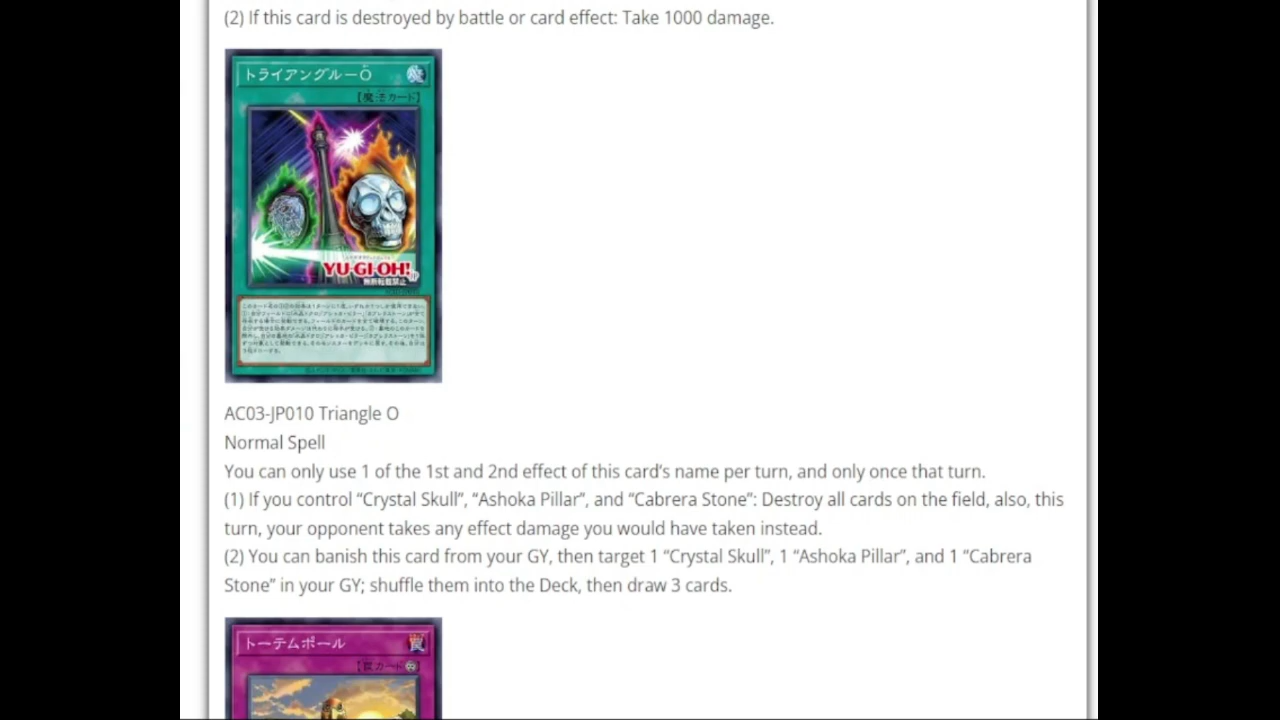 (2) If this card is destroyed by battle or card effect: Take 1000 damage.
トライアングルーO
【魔法カード】
YU-GI-OH!
無断転載禁止
AC03-JP010 Triangle O
Normal Spell
You can only use 1 of the 1st and 2nd effect of this card’s name per turn, and only once that turn.
(1) If you control “Crystal Skull”, “Ashoka Pillar”, and “Cabrera Stone”: Destroy all cards on the field, also, this
turn, your opponent takes any effect damage you would have taken instead.
(2) You can banish this card from your GY, then target 1 “Crystal Skull”, 1 “Ashoka Pillar”, and 1 “Cabrera
Stone” in your GY; shuffle them into the Deck, then draw 3 cards.
トーテムポール
【罠カード】